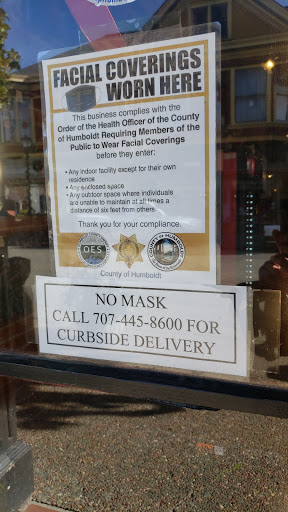 FACIAL COVERINGS
WORN HERE
This business complies with the
Order of the Health Officer of the County
of Humboldt Requiring Members of the
Public to Wear Facial Coverings
before they enter:
• Any indoor facility except for their own
residence
• Any enclosed space
• Any outdoor space where individuals
are unable to maintain at all times a
distance of six feet from others.
Thank you for your compliance.
OES
County of Humboldt
NO MASK
CALL 707-445-8600 FOR
CURBSIDE DELIVERY